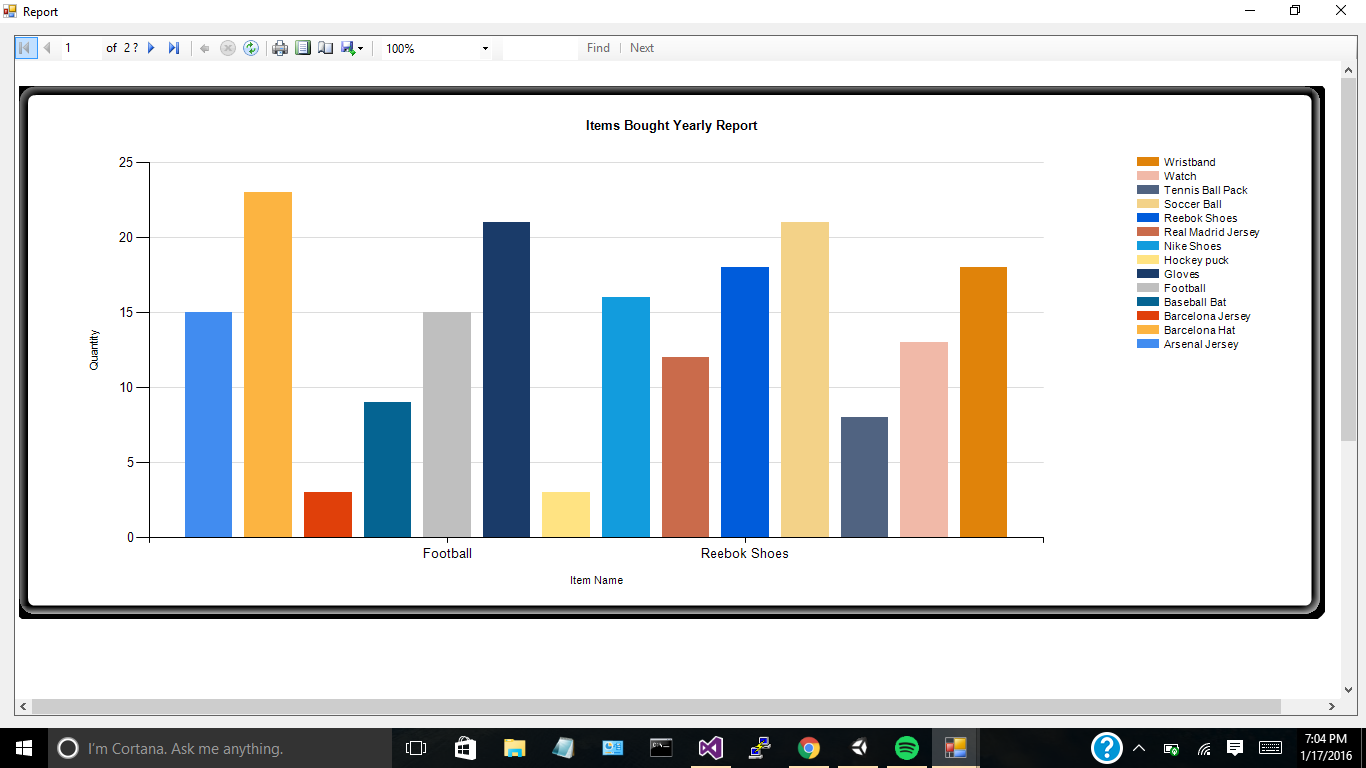 Report
1 of 2 ? 100% Find | Next
Items Bought Yearly Report
25
20
15
10
5
0
Quantity
Football Reebok Shoes
Item Name
Wristband
Watch
Tennis Ball Pack
Soccer Ball
Reebok Shoes
Real Madrid Jersey
Nike Shoes
Hockey puck
Gloves
Football
Baseball Bat
Barcelona Jersey
Barcelona Hat
Arsenal Jersey
I'm Cortana. Ask me anything.
7:04 PM
1/17/2016